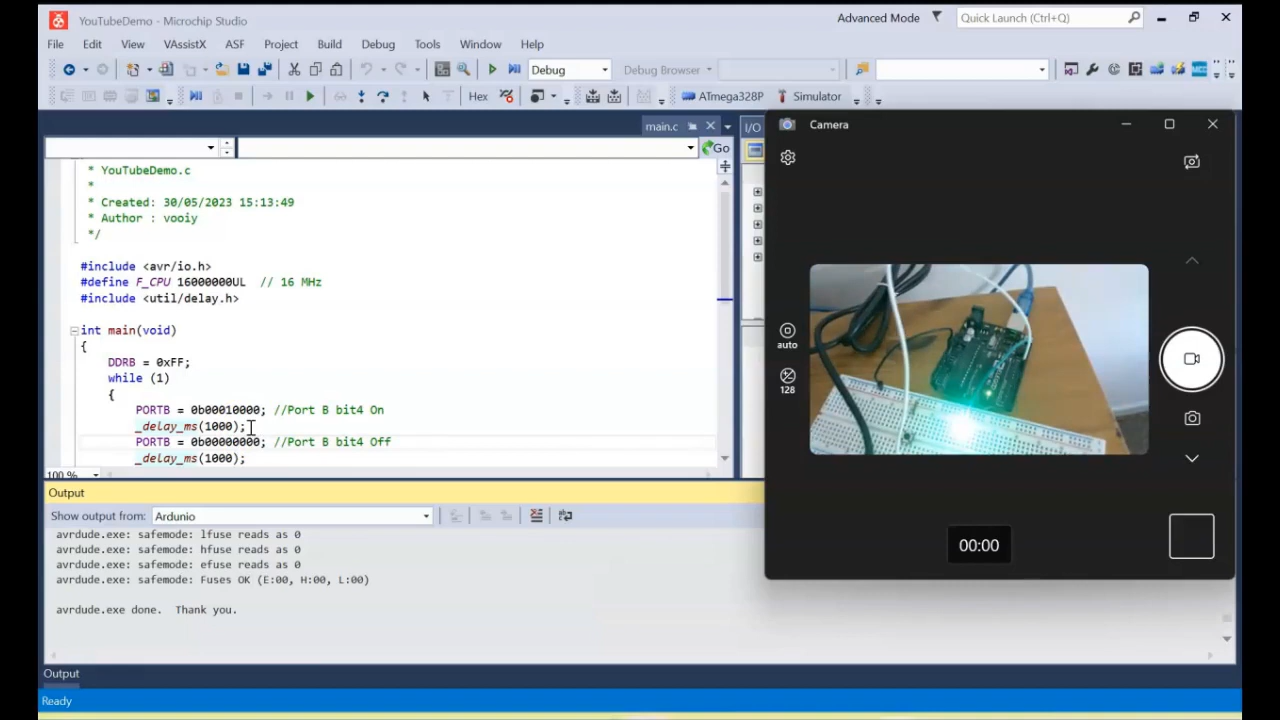 YouTubeDemo - Microchip Studio
Advanced Mode
Quick Launch (Ctrl+Q)
File Edit View VAssistX ASF Project Build Debug Tools Window Help
Debug
Debug Browser
Hex
ATmega328P
Simulator
main.c
I/O
Go
* YouTubeDemo.c
*
* Created: 30/05/2023 15:13:49
* Author : vooiy
*/
#include <avr/io.h>
#define F_CPU 16000000UL // 16 MHz
#include <util/delay.h>
int main(void)
{
DDRB = 0xFF;
while (1)
{
PORTB = 0b00010000; //Port B bit4 On
_delay_ms(1000);
PORTB = 0b00000000; //Port B bit4 Off
_delay_ms(1000);
100 %
Camera
auto
128
00:00
Output
Show output from: Ardunio
avrdude.exe: safemode: lfuse reads as 0
avrdude.exe: safemode: hfuse reads as 0
avrdude.exe: safemode: efuse reads as 0
avrdude.exe: safemode: Fuses OK (E:00, H:00, L:00)
avrdude.exe done. Thank you.
Output
Ready